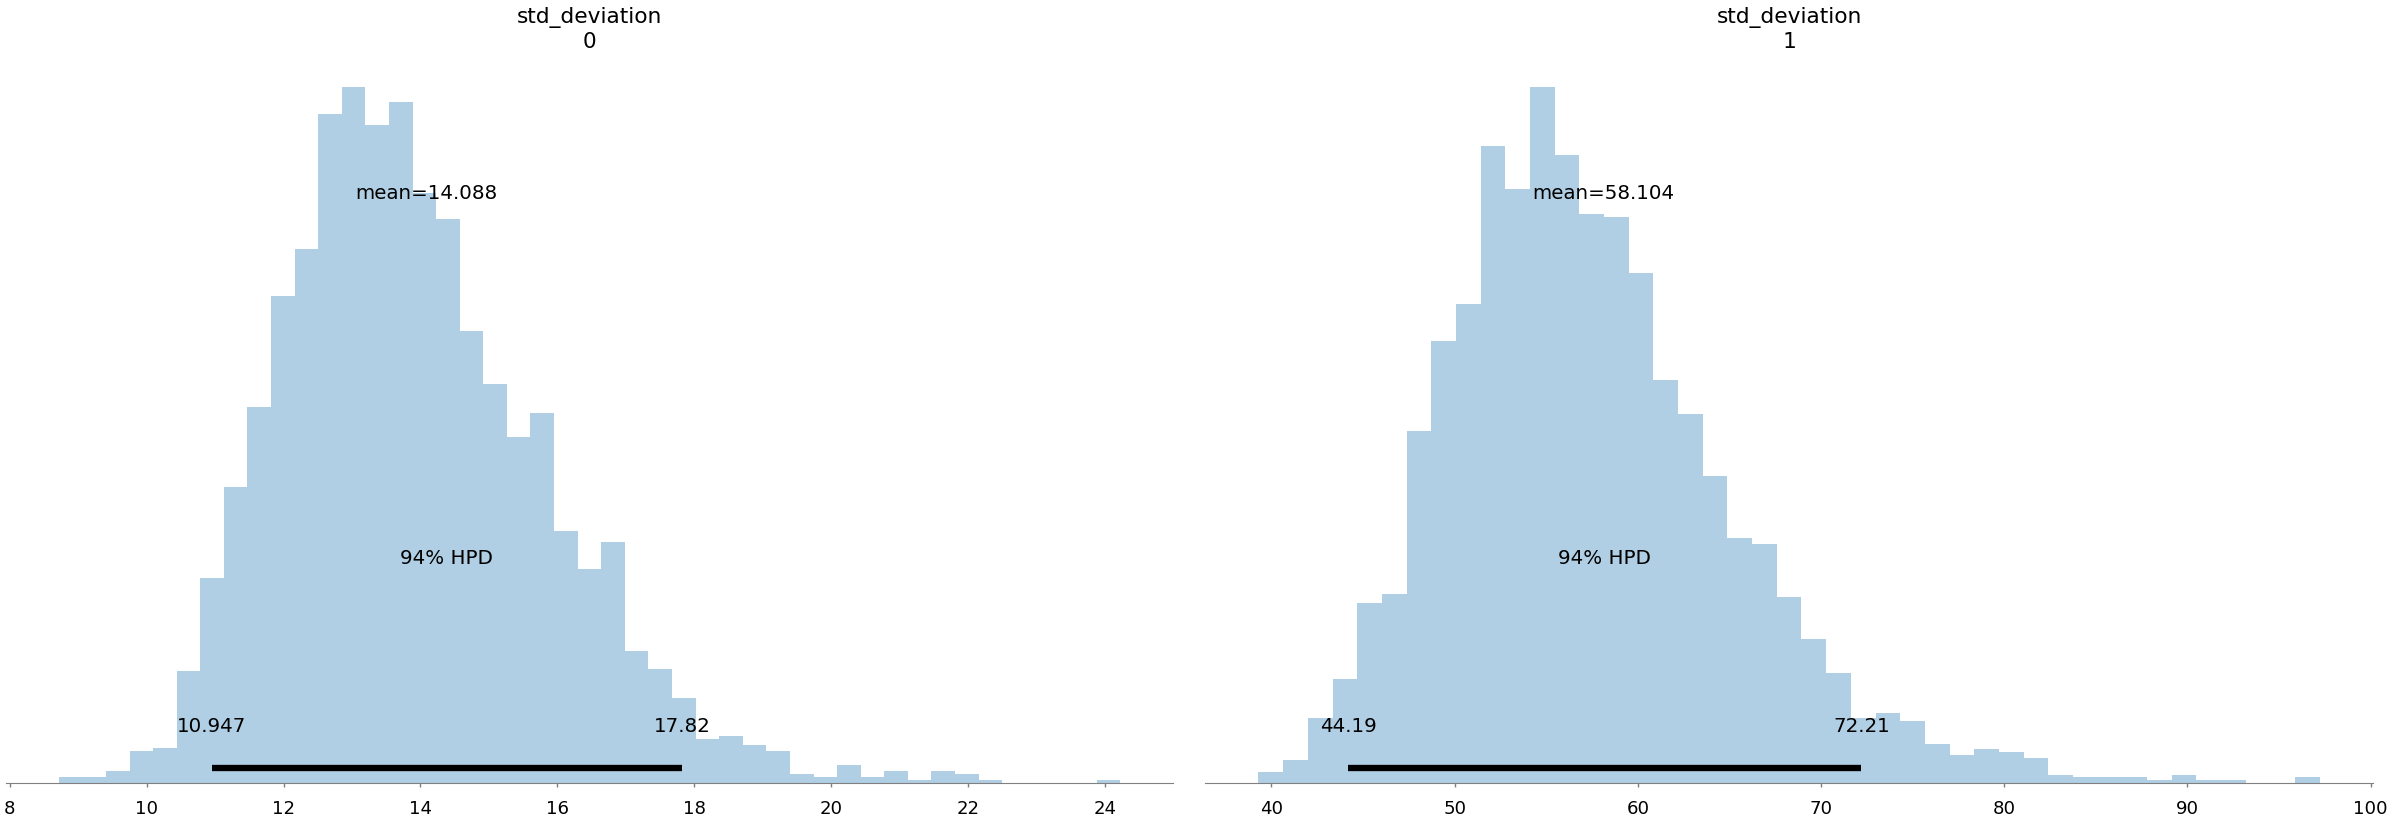 std_deviation
0
mean=14.088
94% HPD
10.947 17.82
8 10 12 14 16 18 20 22 24
std_deviation
1
mean=58.104
94% HPD
44.19 72.21
40 50 60 70 80 90 100